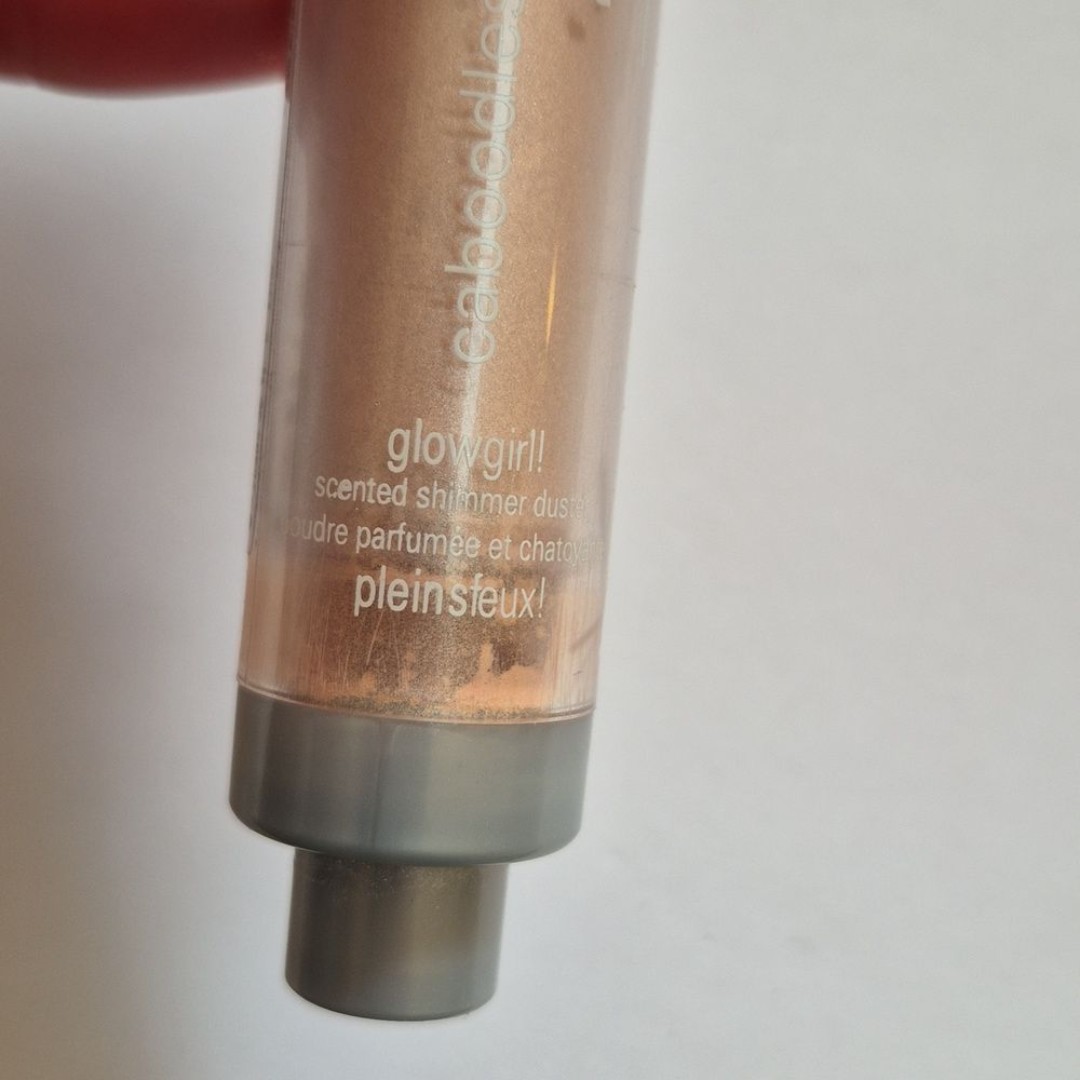 caboodles
glowgirl!
scented shimmer duster
poudre parfumée et chatoyante
pleinsfeux!